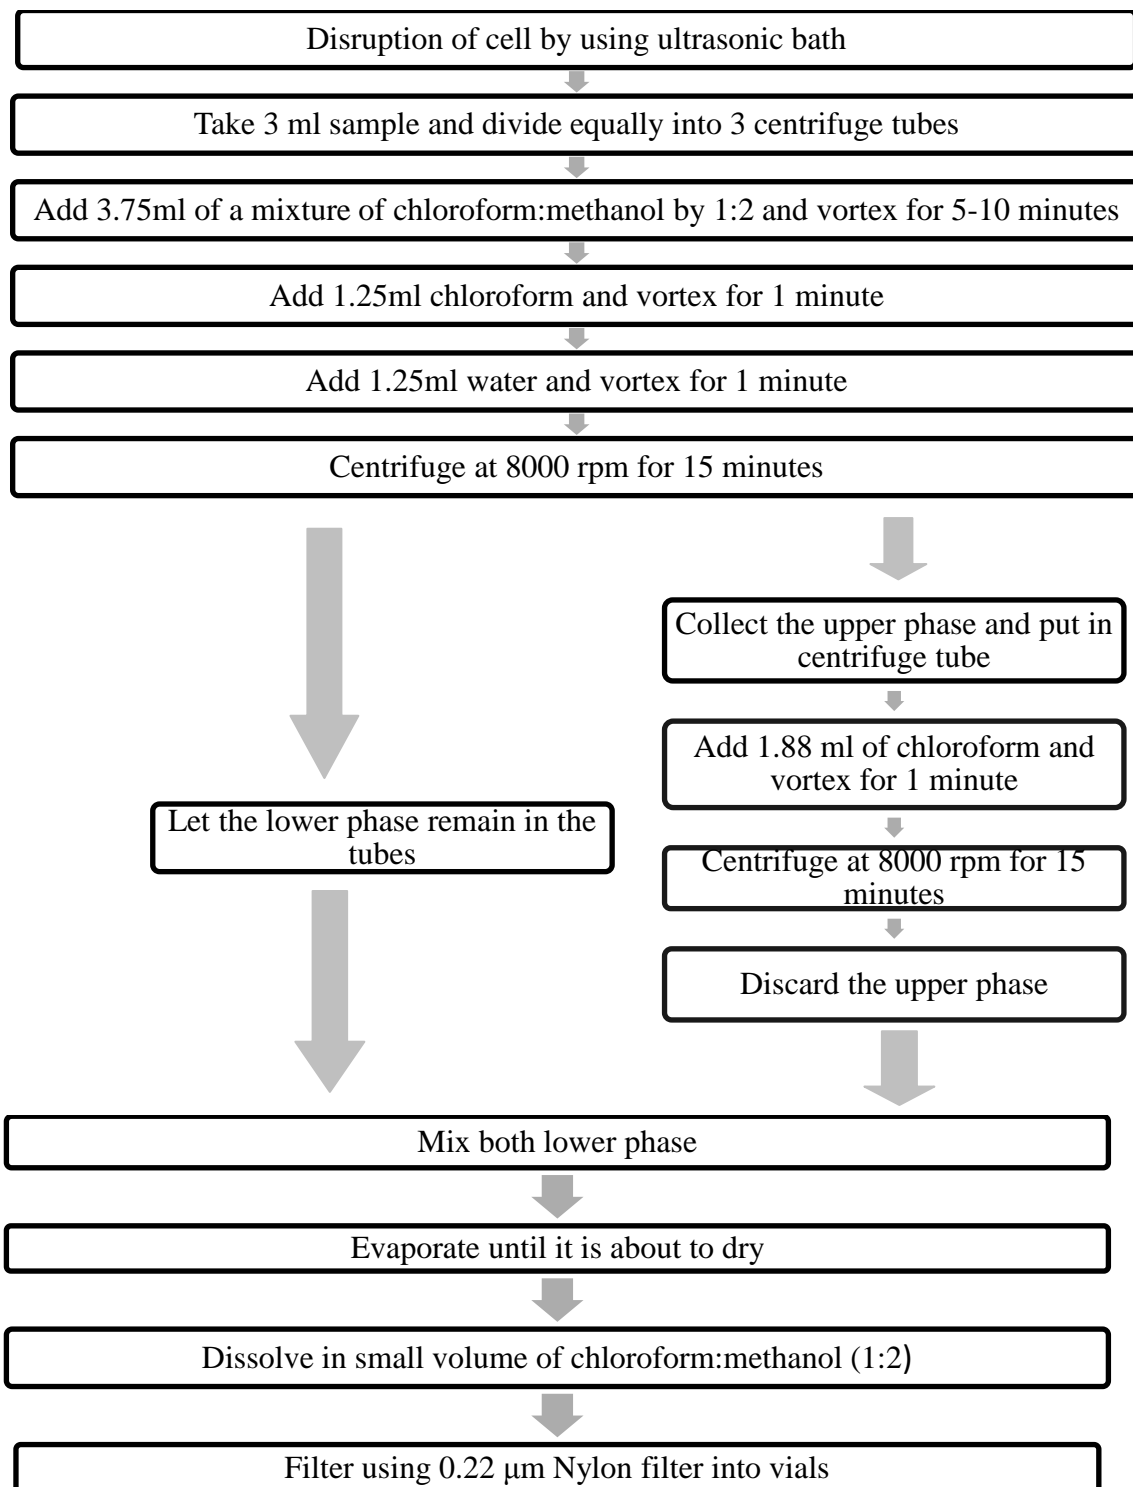 Disruption of cell by using ultrasonic bath
Take 3 ml sample and divide equally into 3 centrifuge tubes
Add 3.75ml of a mixture of chloroform:methanol by 1:2 and vortex for 5-10 minutes
Add 1.25ml chloroform and vortex for 1 minute
Add 1.25ml water and vortex for 1 minute
Centrifuge at 8000 rpm for 15 minutes
Let the lower phase remain in the
tubes
Collect the upper phase and put in
centrifuge tube
Add 1.88 ml of chloroform and
vortex for 1 minute
Centrifuge at 8000 rpm for 15
minutes
Discard the upper phase
Mix both lower phase
Evaporate until it is about to dry
Dissolve in small volume of chloroform:methanol (1:2)
Filter using 0.22 μm Nylon filter into vials